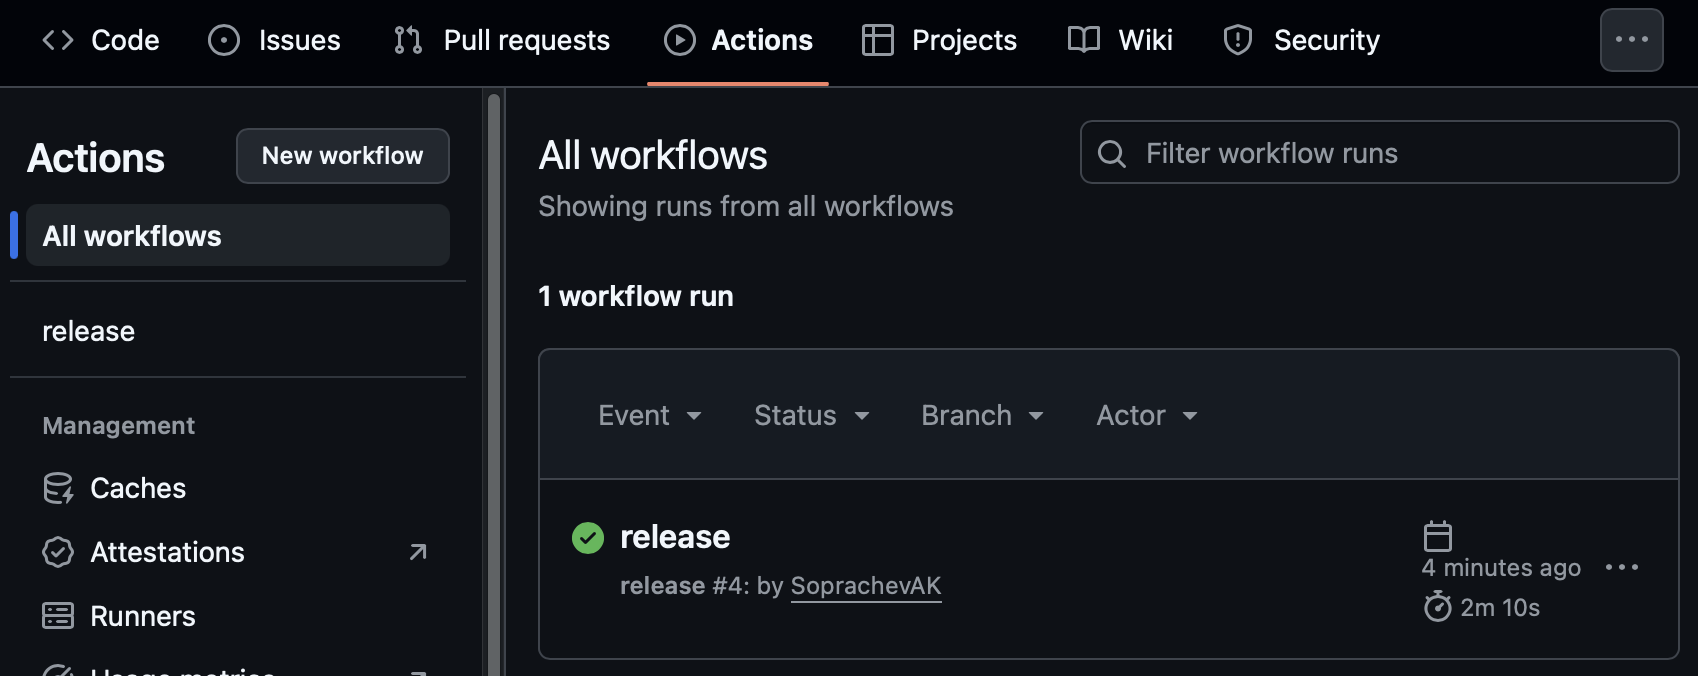 Code Issues Pull requests Actions Projects Wiki Security
Actions
New workflow
All workflows
release
Management
Caches
Attestations
Runners
Usage metrics
All workflows
Filter workflow runs
Showing runs from all workflows
1 workflow run
Event Status Branch Actor
release
release #4: by SoprachevAK
4 minutes ago
2m 10s